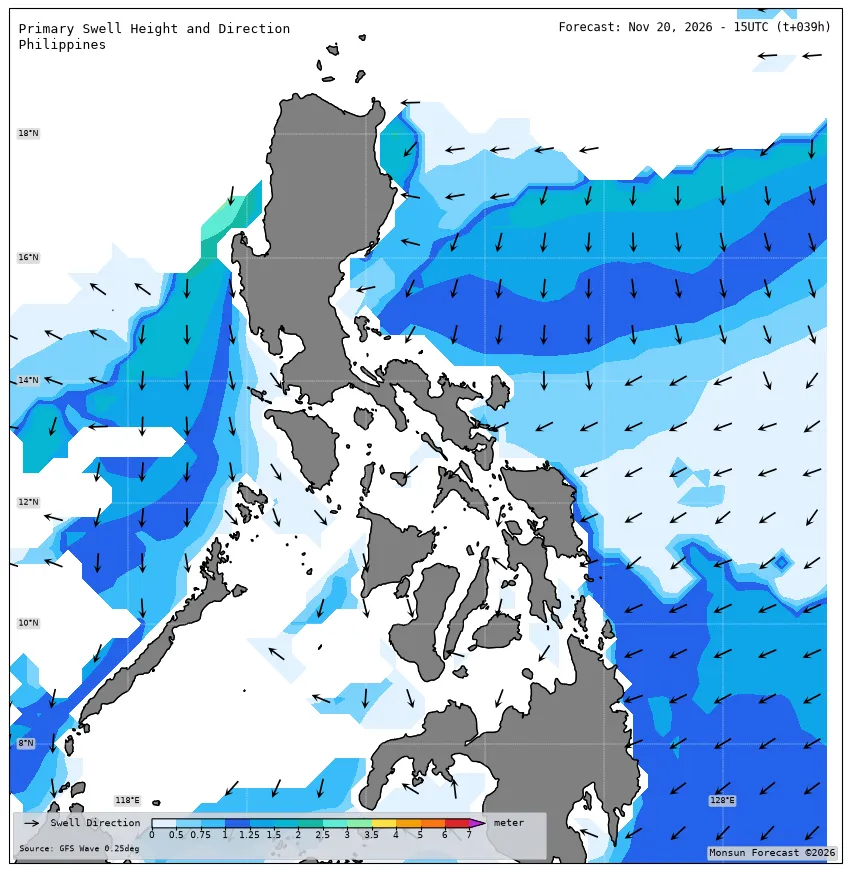 Primary Swell Height and Direction
Philippines
Forecast: Nov 20, 2026 - 15UTC (t+039h)
18°N
16°N
14°N
12°N
10°N
8°N
118°E
128°E
Swell Direction
0 0.5 0.75 1 1.25 1.5 2 2.5 3 3.5 4 5 6 7
meter
Source: GFS Wave 0.25deg
Monsun Forecast ©2026